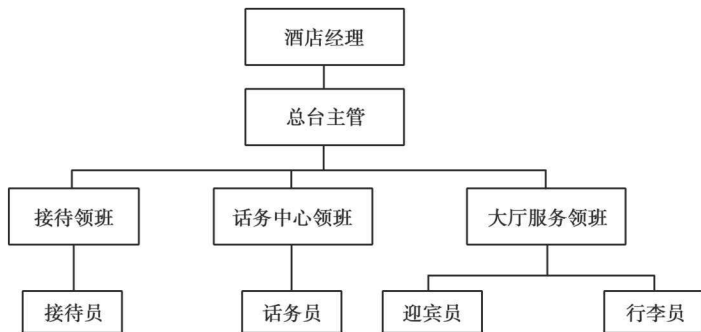 酒店经理
总台主管
接待领班
话务中心领班
大厅服务领班
接待员
话务员
迎宾员
行李员